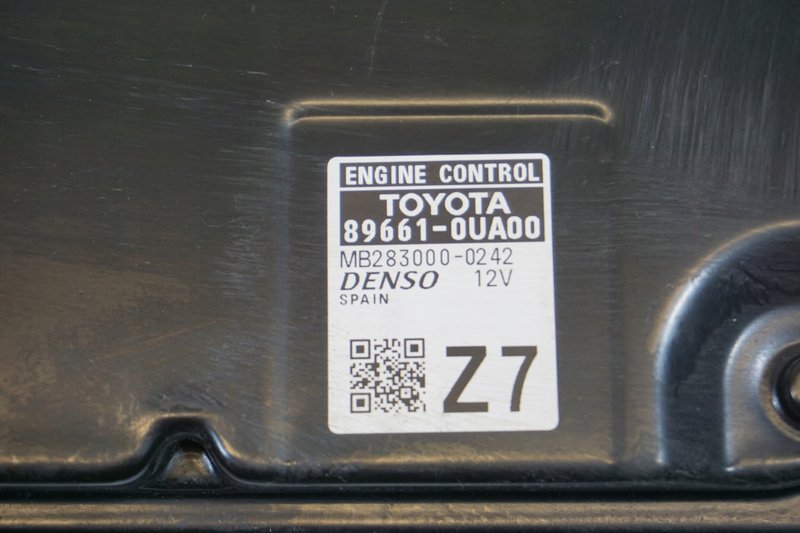 ENGINE CONTROL
TOYOTA
89661-0UA00
MB283000-0242
DENSO 12V
SPAIN
Z7